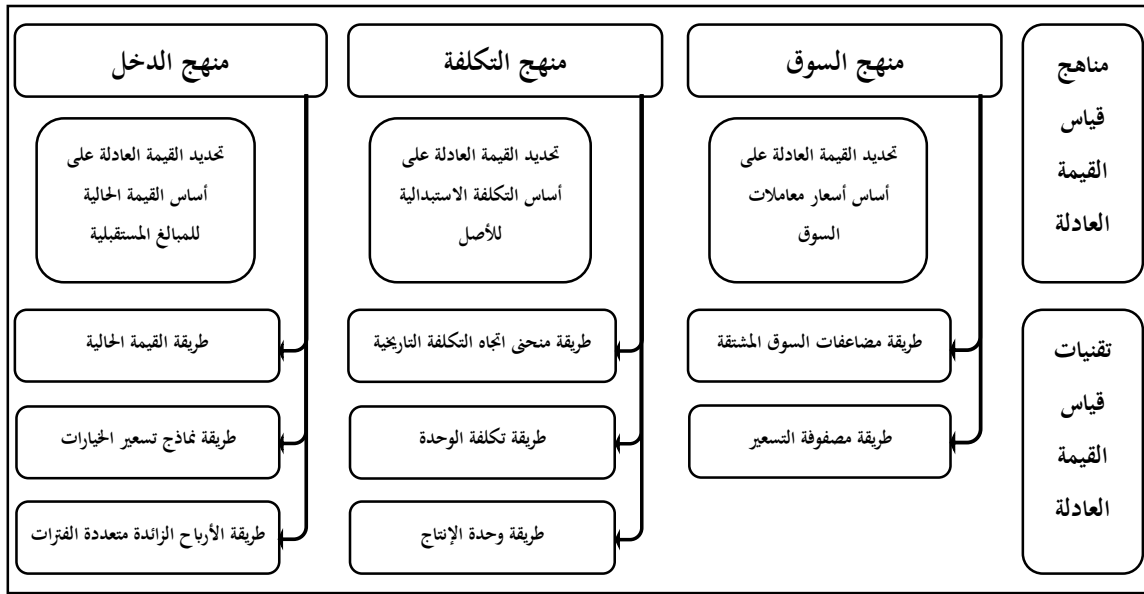 مناهج
قياس
القيمة
العادلة
منهج السوق
منهج التكلفة
منهج الدخل
تحديد القيمة العادلة على
أساس أسعار معاملات
السوق
تحديد القيمة العادلة على
أساس التكلفة الاستبدالية
للأصل
تحديد القيمة العادلة على
أساس القيمة الحالية
للمبالغ المستقبلية
تقنيات
قياس
القيمة
العادلة
طريقة مضاعفات السوق المشتقة
طريقة مصفوفة التسعير
طريقة منحنى اتجاه التكلفة التاريخية
طريقة تكلفة الوحدة
طريقة وحدة الإنتاج
طريقة القيمة الحالية
طريقة نماذج تسعير الخيارات
طريقة الأرباح الزائدة متعددة الفترات